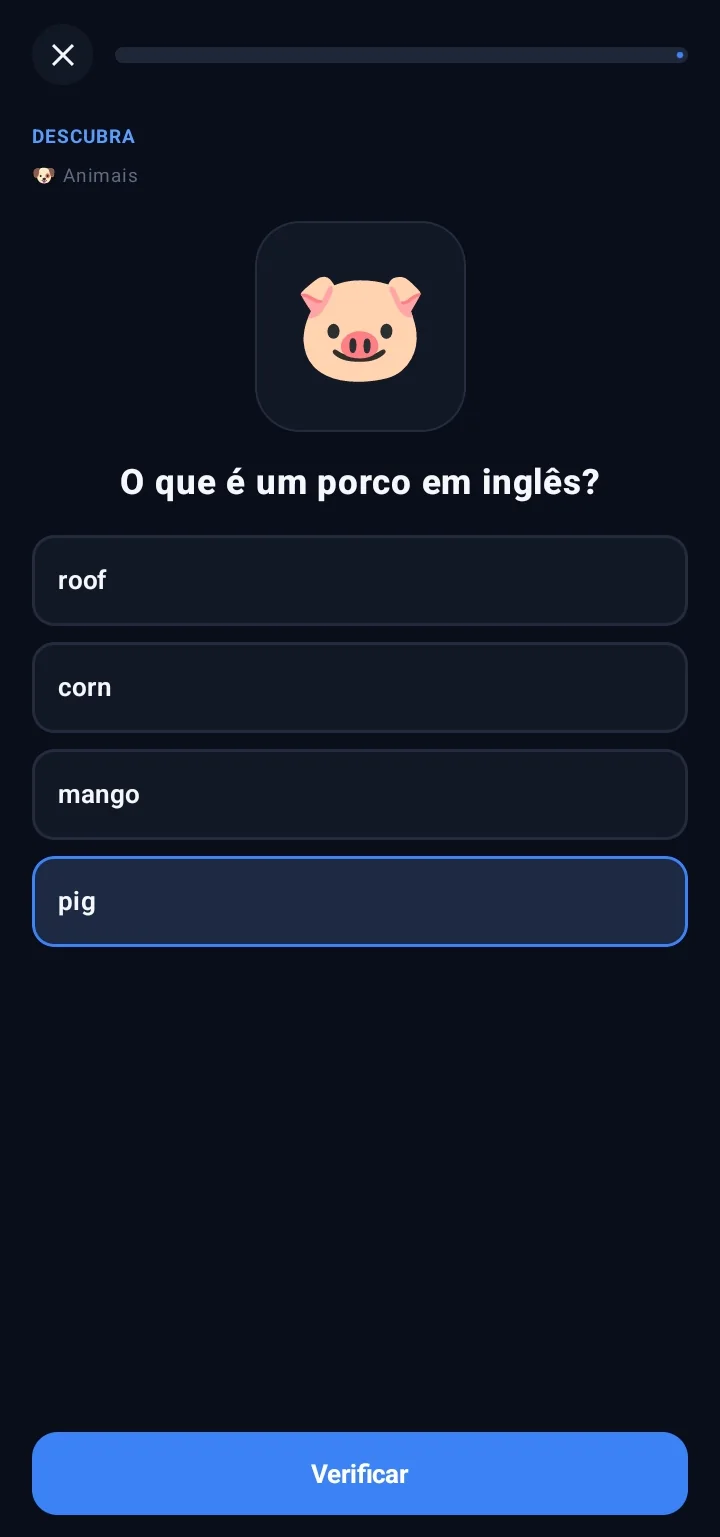 DESCUBRA
Animais
O que é um porco em inglês?
roof
corn
mango
pig
Verificar